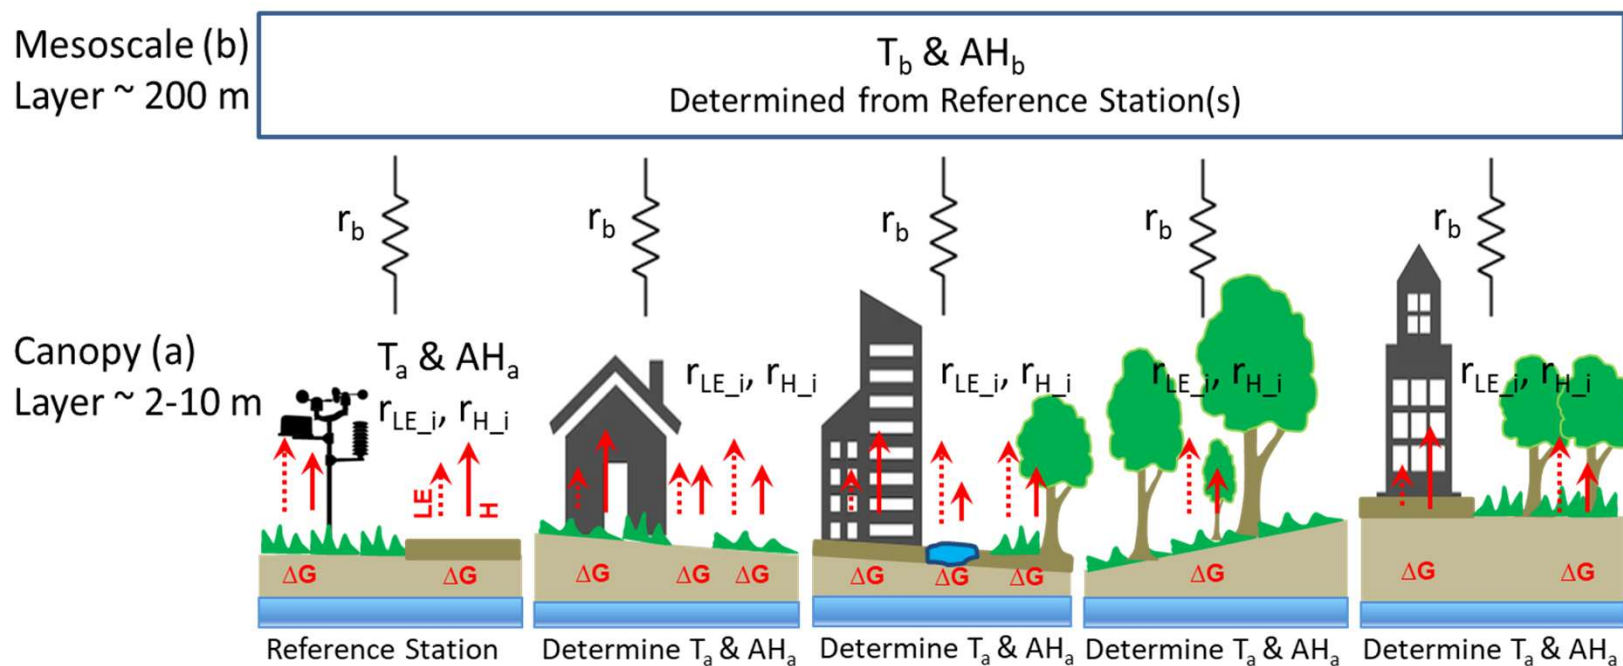 Mesoscale (b)
Layer ~ 200 m
T_b & AH_b
Determined from Reference Station(s)
r_b
r_b
r_b
r_b
r_b
Canopy (a)
Layer ~ 2-10 m
T_a & AH_a
r_LE_i, r_H_i
r_LE_i, r_H_i
r_LE_i, r_H_i
r_LE_i, r_H_i
r_LE_i, r_H_i
LE
H
ΔG
ΔG
ΔG
ΔG
ΔG
ΔG
ΔG
ΔG
ΔG
ΔG
ΔG
Reference Station
Determine T_a & AH_a
Determine T_a & AH_a
Determine T_a & AH_a
Determine T_a & AH_a